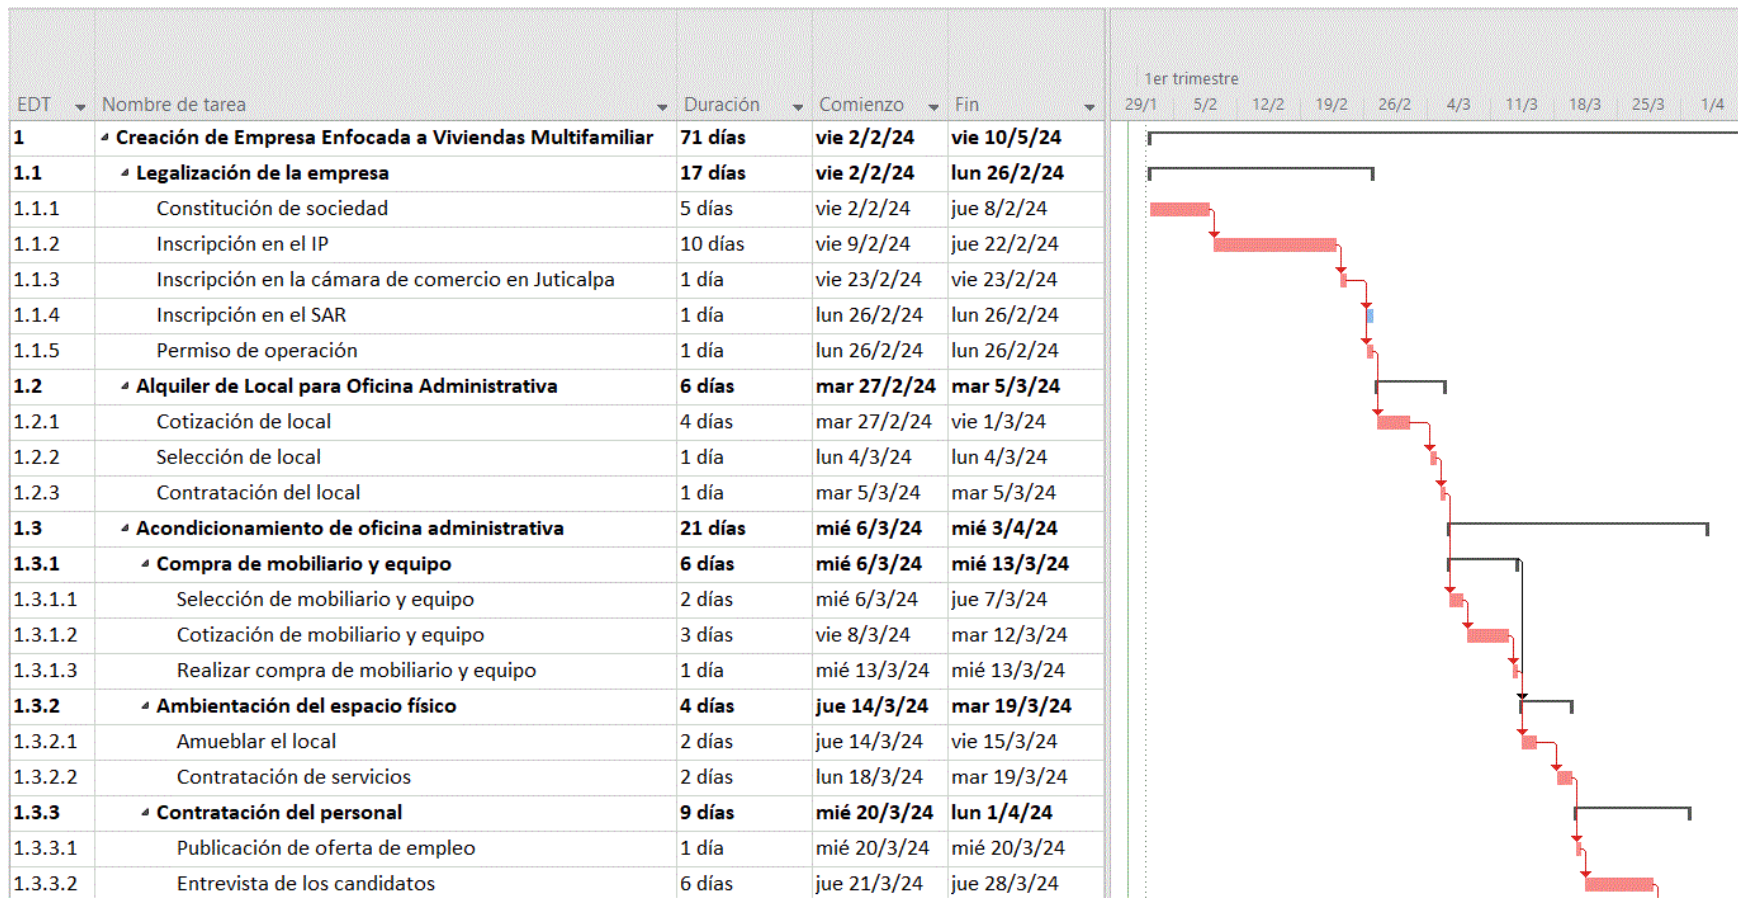 1er trimestre
EDT Nombre de tarea Duración Comienzo Fin 29/1 5/2 12/2 19/2 26/2 4/3 11/3 18/3 25/3 1/4
1 Creación de Empresa Enfocada a Viviendas Multifamiliar 71 días vie 2/2/24 vie 10/5/24
1.1 Legalización de la empresa 17 días vie 2/2/24 lun 26/2/24
1.1.1 Constitución de sociedad 5 días vie 2/2/24 jue 8/2/24
1.1.2 Inscripción en el IP 10 días vie 9/2/24 jue 22/2/24
1.1.3 Inscripción en la cámara de comercio en Juticalpa 1 día vie 23/2/24 vie 23/2/24
1.1.4 Inscripción en el SAR 1 día lun 26/2/24 lun 26/2/24
1.1.5 Permiso de operación 1 día lun 26/2/24 lun 26/2/24
1.2 Alquiler de Local para Oficina Administrativa 6 días mar 27/2/24 mar 5/3/24
1.2.1 Cotización de local 4 días mar 27/2/24 vie 1/3/24
1.2.2 Selección de local 1 día lun 4/3/24 lun 4/3/24
1.2.3 Contratación del local 1 día mar 5/3/24 mar 5/3/24
1.3 Acondicionamiento de oficina administrativa 21 días mié 6/3/24 mié 3/4/24
1.3.1 Compra de mobiliario y equipo 6 días mié 6/3/24 mié 13/3/24
1.3.1.1 Selección de mobiliario y equipo 2 días mié 6/3/24 jue 7/3/24
1.3.1.2 Cotización de mobiliario y equipo 3 días vie 8/3/24 mar 12/3/24
1.3.1.3 Realizar compra de mobiliario y equipo 1 día mié 13/3/24 mié 13/3/24
1.3.2 Ambientación del espacio físico 4 días jue 14/3/24 mar 19/3/24
1.3.2.1 Amueblar el local 2 días jue 14/3/24 vie 15/3/24
1.3.2.2 Contratación de servicios 2 días lun 18/3/24 mar 19/3/24
1.3.3 Contratación del personal 9 días mié 20/3/24 lun 1/4/24
1.3.3.1 Publicación de oferta de empleo 1 día mié 20/3/24 mié 20/3/24
1.3.3.2 Entrevista de los candidatos 6 días jue 21/3/24 jue 28/3/24